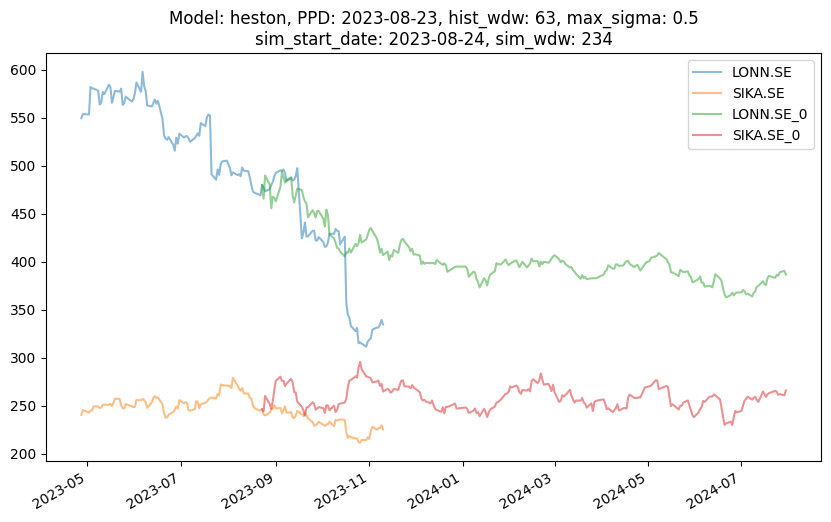 Model: heston, PPD: 2023-08-23, hist_wdw: 63, max_sigma: 0.5
sim_start_date: 2023-08-24, sim_wdw: 234
LONN.SE
SIKA.SE
LONN.SE_0
SIKA.SE_0
600
550
500
450
400
350
300
250
200
2023-05
2023-07
2023-09
2023-11
2024-01
2024-03
2024-05
2024-07